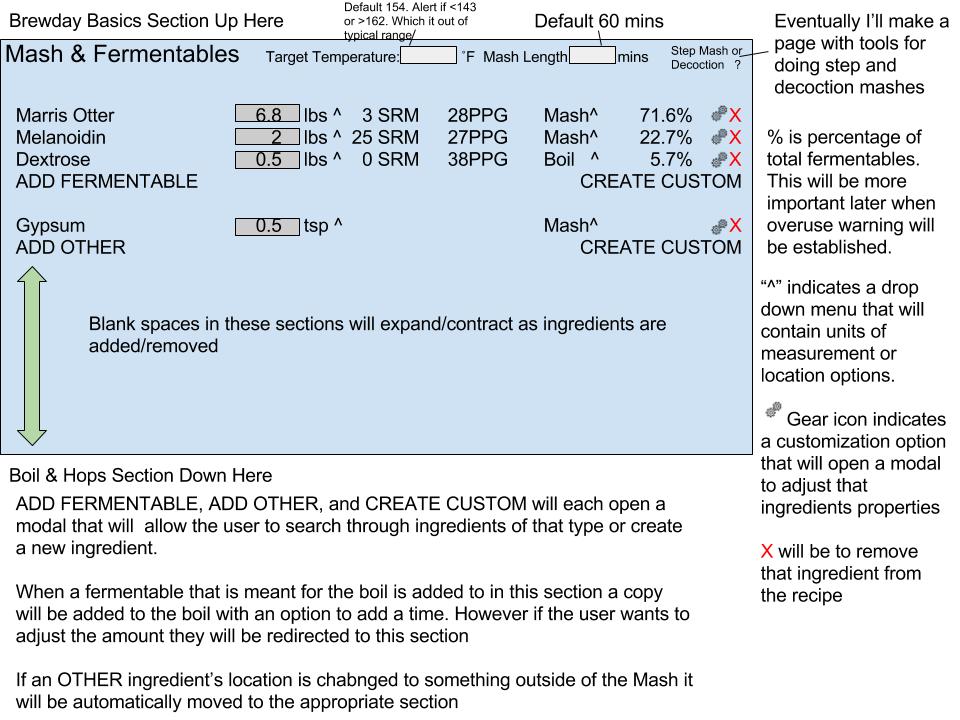 Brewday Basics Section Up Here
Default 154. Alert if <143
or >162. Which it out of
typical range
Default 60 mins
Mash & Fermentables
Target Temperature:
°F
Mash Length
mins
Step Mash or
Decoction ?
Eventually I'll make a
page with tools for
doing step and
decoction mashes
Marris Otter 6.8 lbs ^ 3 SRM 28PPG Mash^ 71.6% X
Melanoidin 2 lbs ^ 25 SRM 27PPG Mash^ 22.7% X
Dextrose 0.5 lbs ^ 0 SRM 38PPG Boil ^ 5.7% X
ADD FERMENTABLE CREATE CUSTOM
Gypsum 0.5 tsp ^ Mash^ X
ADD OTHER CREATE CUSTOM
Blank spaces in these sections will expand/contract as ingredients are
added/removed
% is percentage of
total fermentables.
This will be more
important later when
overuse warning will
be established.
“^” indicates a drop
down menu that will
contain units of
measurement or
location options.
Gear icon indicates
a customization option
that will open a modal
to adjust that
ingredients properties
X will be to remove
that ingredient from
the recipe
Boil & Hops Section Down Here
ADD FERMENTABLE, ADD OTHER, and CREATE CUSTOM will each open a
modal that will allow the user to search through ingredients of that type or create
a new ingredient.
When a fermentable that is meant for the boil is added to in this section a copy
will be added to the boil with an option to add a time. However if the user wants to
adjust the amount they will be redirected to this section
If an OTHER ingredient's location is chabnged to something outside of the Mash it
will be automatically moved to the appropriate section